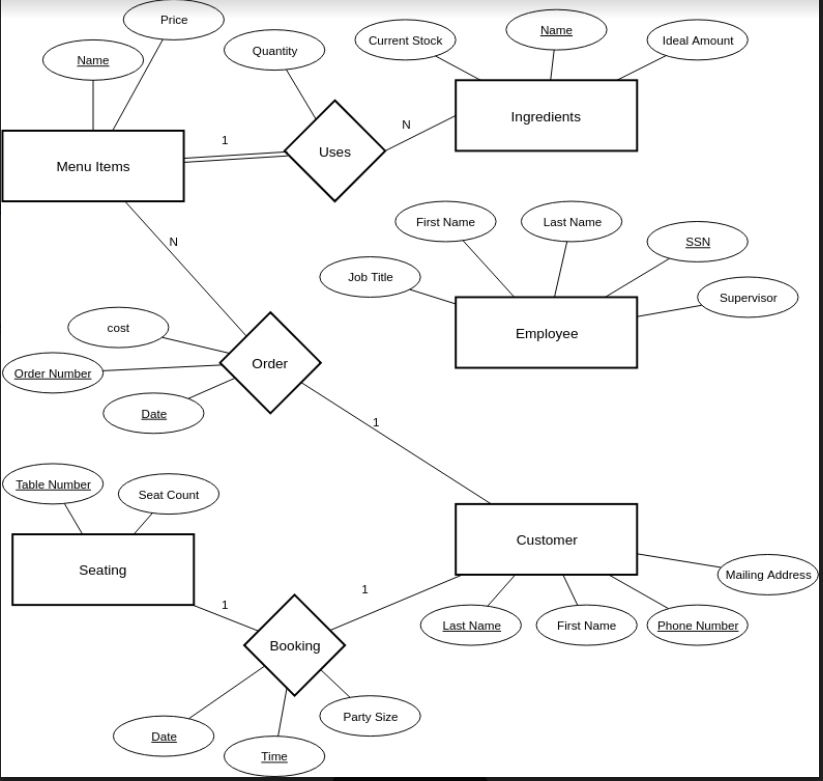 Price
Name
Quantity
Current Stock
Name
Ideal Amount
Menu Items
1
Uses
N
Ingredients
N
First Name
Last Name
SSN
Job Title
Supervisor
Employee
cost
Order Number
Date
Order
1
Table Number
Seat Count
Seating
Customer
Mailing Address
1
1
Last Name
First Name
Phone Number
Booking
Date
Time
Party Size